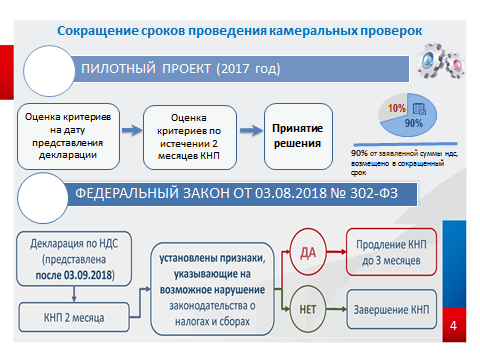 Сокращение сроков проведения камеральных проверок
ПИЛОТНЫЙ ПРОЕКТ (2017 год)
Оценка критериев
на дату
представления
декларации
Оценка
критериев по
истечении 2
месяцев КНП
Принятие
решения
10%
90%
90% от заявленной суммы ндс,
возмещено в сокращенный
срок
ФЕДЕРАЛЬНЫЙ ЗАКОН ОТ 03.08.2018 № 302-ФЗ
Декларация по НДС
(представлена
после 03.09.2018)
КНП 2 месяца
установлены признаки,
указывающие на
возможное нарушение
законодательства о
налогах и сборах
ДА
Продление КНП
до 3 месяцев
НЕТ
Завершение КНП
4